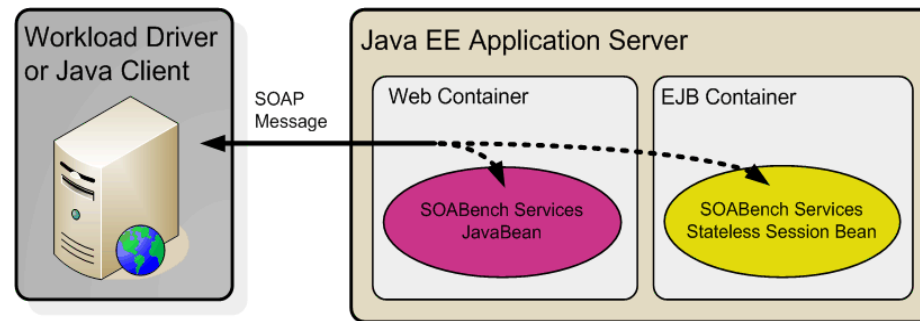 Workload Driver
or Java Client
SOAP
Message
Java EE Application Server
Web Container
SOABench Services
JavaBean
EJB Container
SOABench Services
Stateless Session Bean